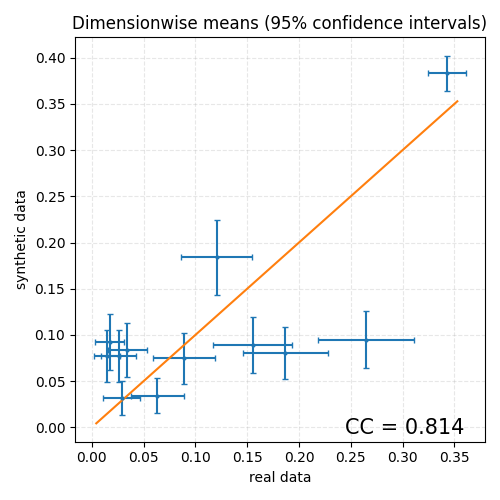 Dimensionwise means (95% confidence intervals)
synthetic data
0.40
0.35
0.30
0.25
0.20
0.15
0.10
0.05
0.00
CC = 0.814
0.00 0.05 0.10 0.15 0.20 0.25 0.30 0.35
real data